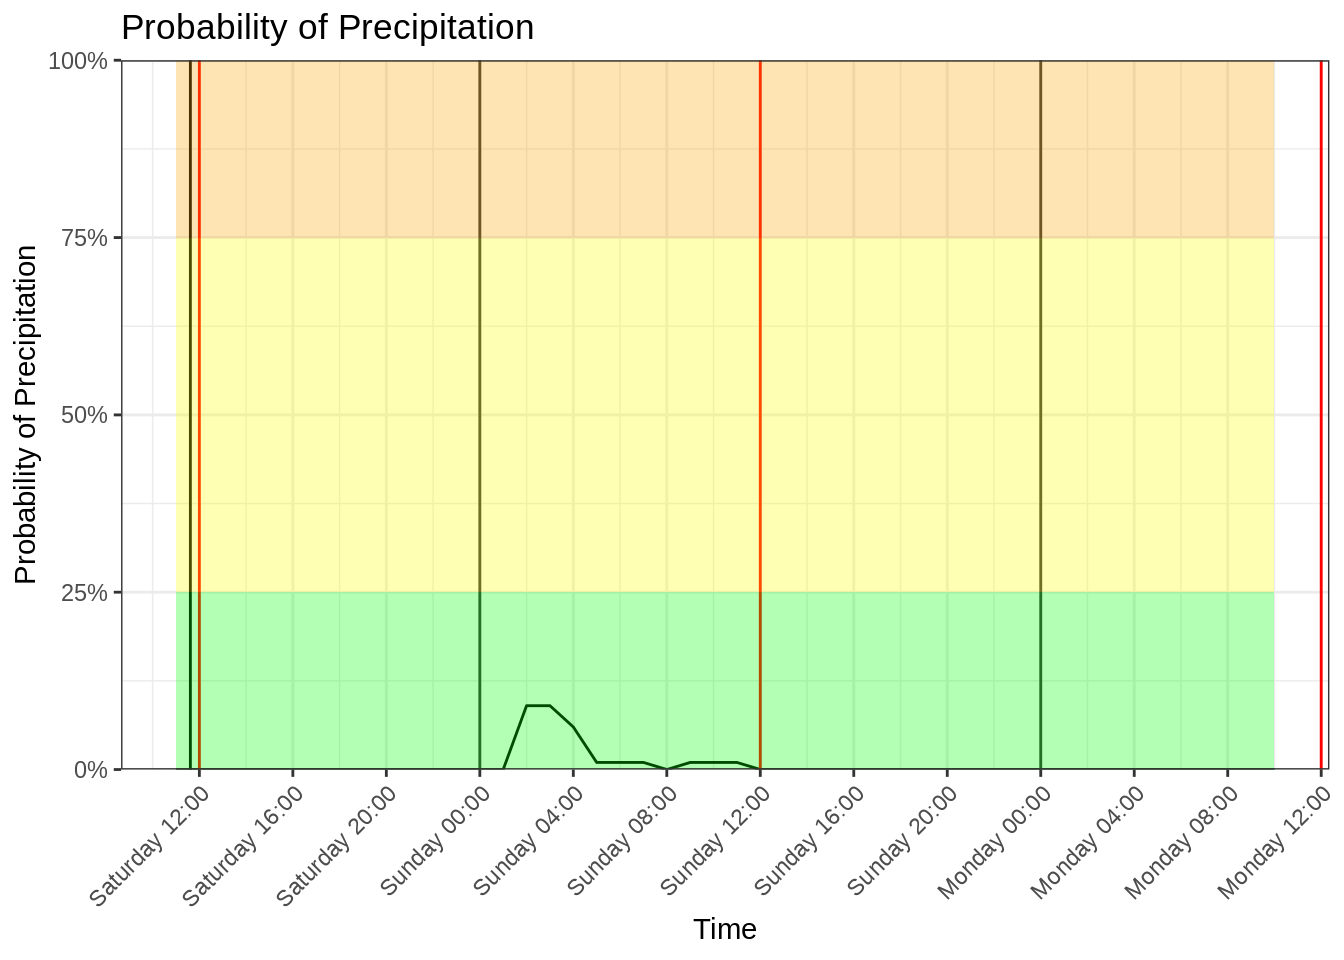 Probability of Precipitation
Probability of Precipitation
100%
75%
50%
25%
0%
Saturday 12:00
Saturday 16:00
Saturday 20:00
Sunday 00:00
Sunday 04:00
Sunday 08:00
Sunday 12:00
Sunday 16:00
Sunday 20:00
Monday 00:00
Monday 04:00
Monday 08:00
Monday 12:00
Time